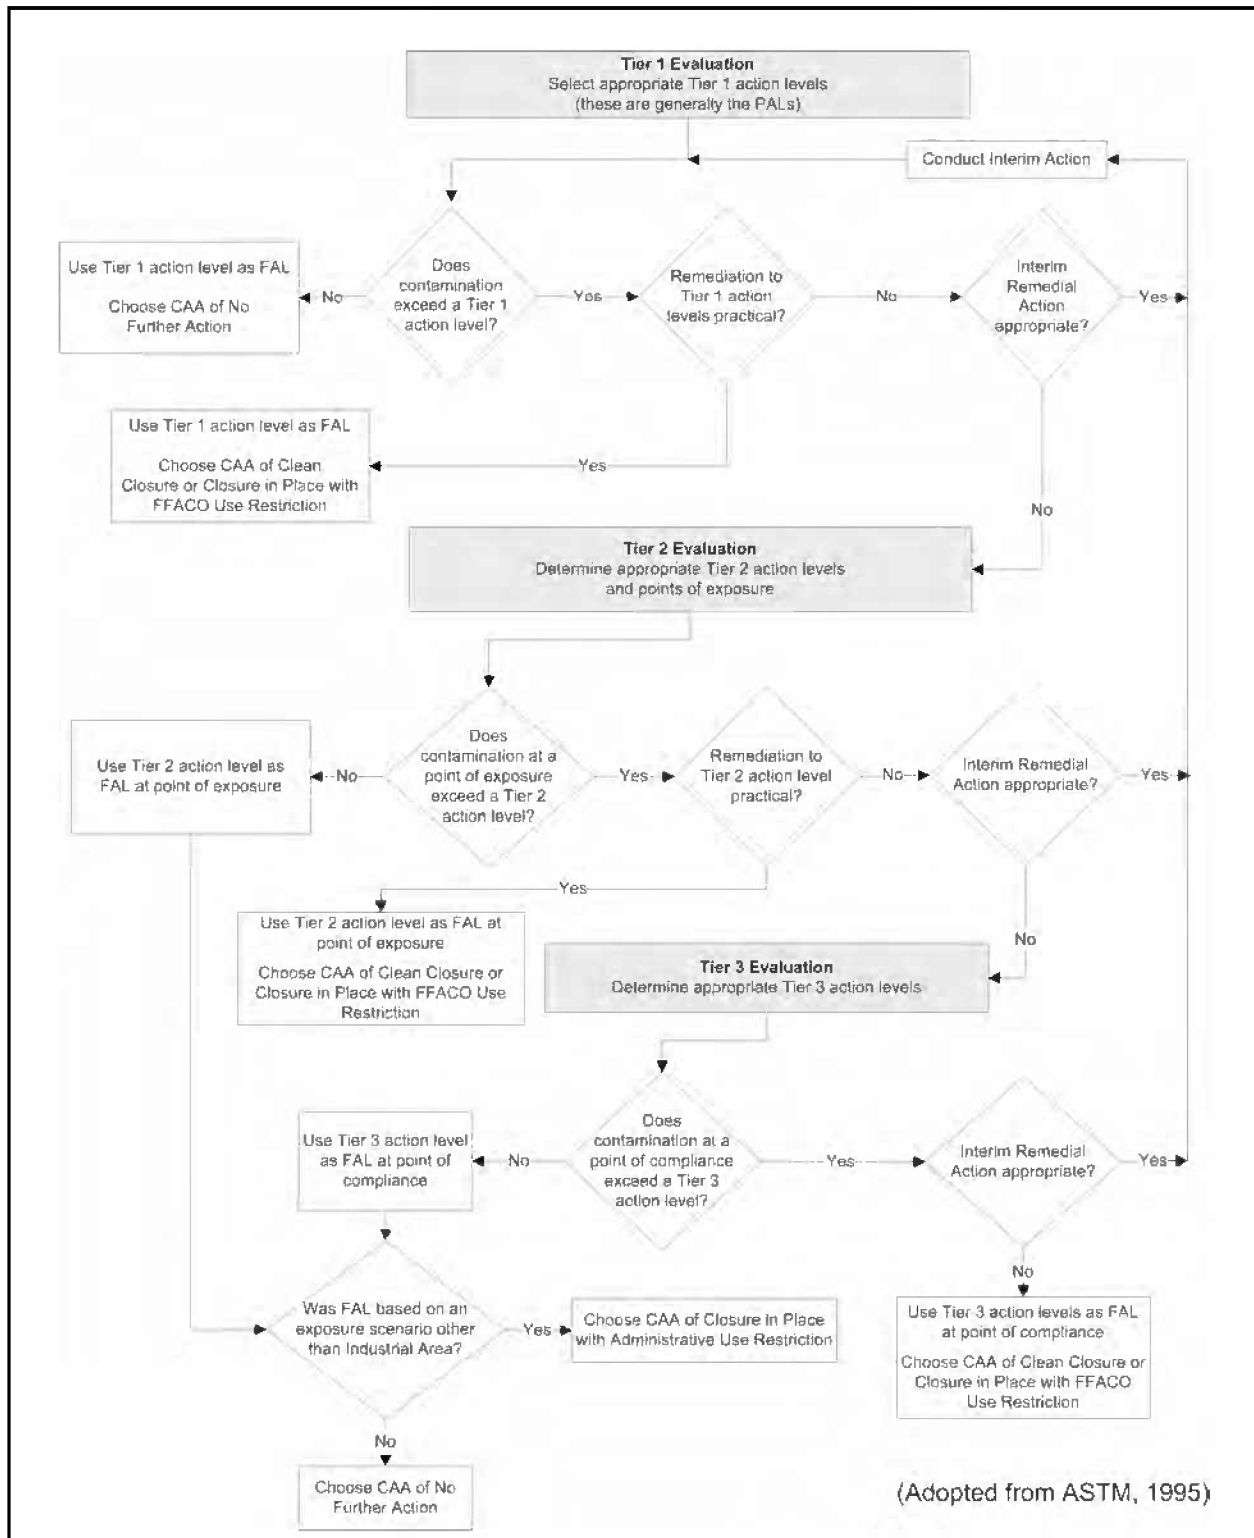 Tier 1 Evaluation
Select appropriate Tier 1 action levels
(these are generally the PALs)
Conduct Interim Action
Use Tier 1 action level as FAL
Choose CAA of No
Further Action
No
Does
contamination
exceed a Tier 1
action level?
Yes
Remediation to
Tier 1 action
levels practical?
No
Interim
Remedial
Action
appropriate?
Yes
Use Tier 1 action level as FAL
Choose CAA of Clean
Closure or Closure in Place with
FFACO Use Restriction
Yes
No
Tier 2 Evaluation
Determine appropriate Tier 2 action levels
and points of exposure
Use Tier 2 action level as
FAL at point of exposure
No
Does
contamination at a
point of exposure
exceed a Tier 2
action level?
Yes
Remediation to
Tier 2 action level
practical?
No
Interim Remedial
Action appropriate?
Yes
Yes
Use Tier 2 action level as FAL at
point of exposure
Choose CAA of Clean Closure or
Closure in Place with FFACO Use
Restriction
No
Tier 3 Evaluation
Determine appropriate Tier 3 action levels
Use Tier 3 action level
as FAL at point of
compliance
No
Does
contamination at a
point of compliance
exceed a Tier 3
action level?
Yes
Interim Remedial
Action appropriate?
Yes
No
Was FAL based on an
exposure scenario other
than Industrial Area?
Yes
Choose CAA of Closure in Place
with Administrative Use Restriction
Use Tier 3 action levels as FAL
at point of compliance
Choose CAA of Clean Closure or
Closure in Place with FFACO
Use Restriction
No
Choose CAA of No
Further Action
(Adopted from ASTM, 1995)